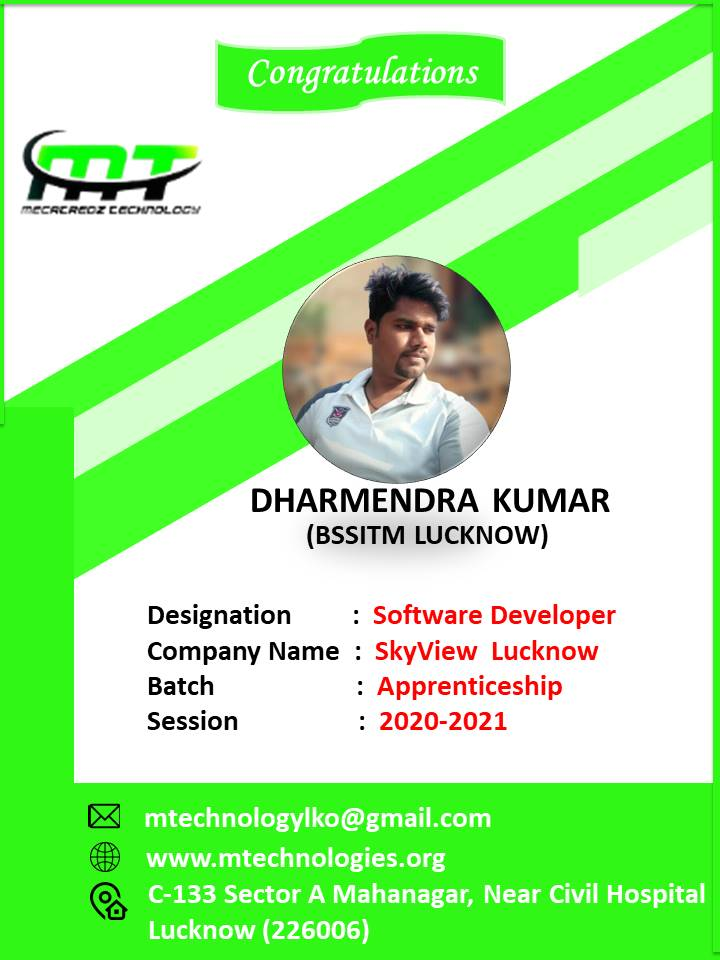 Congratulations
MT
MECATREDZ TECHNOLOGY
DHARMENDRA KUMAR
(BSSITM LUCKNOW)
Designation : Software Developer
Company Name : SkyView Lucknow
Batch : Apprenticeship
Session : 2020-2021
mtechnologylko@gmail.com
www.mtechnologies.org
C-133 Sector A Mahanagar, Near Civil Hospital
Lucknow (226006)